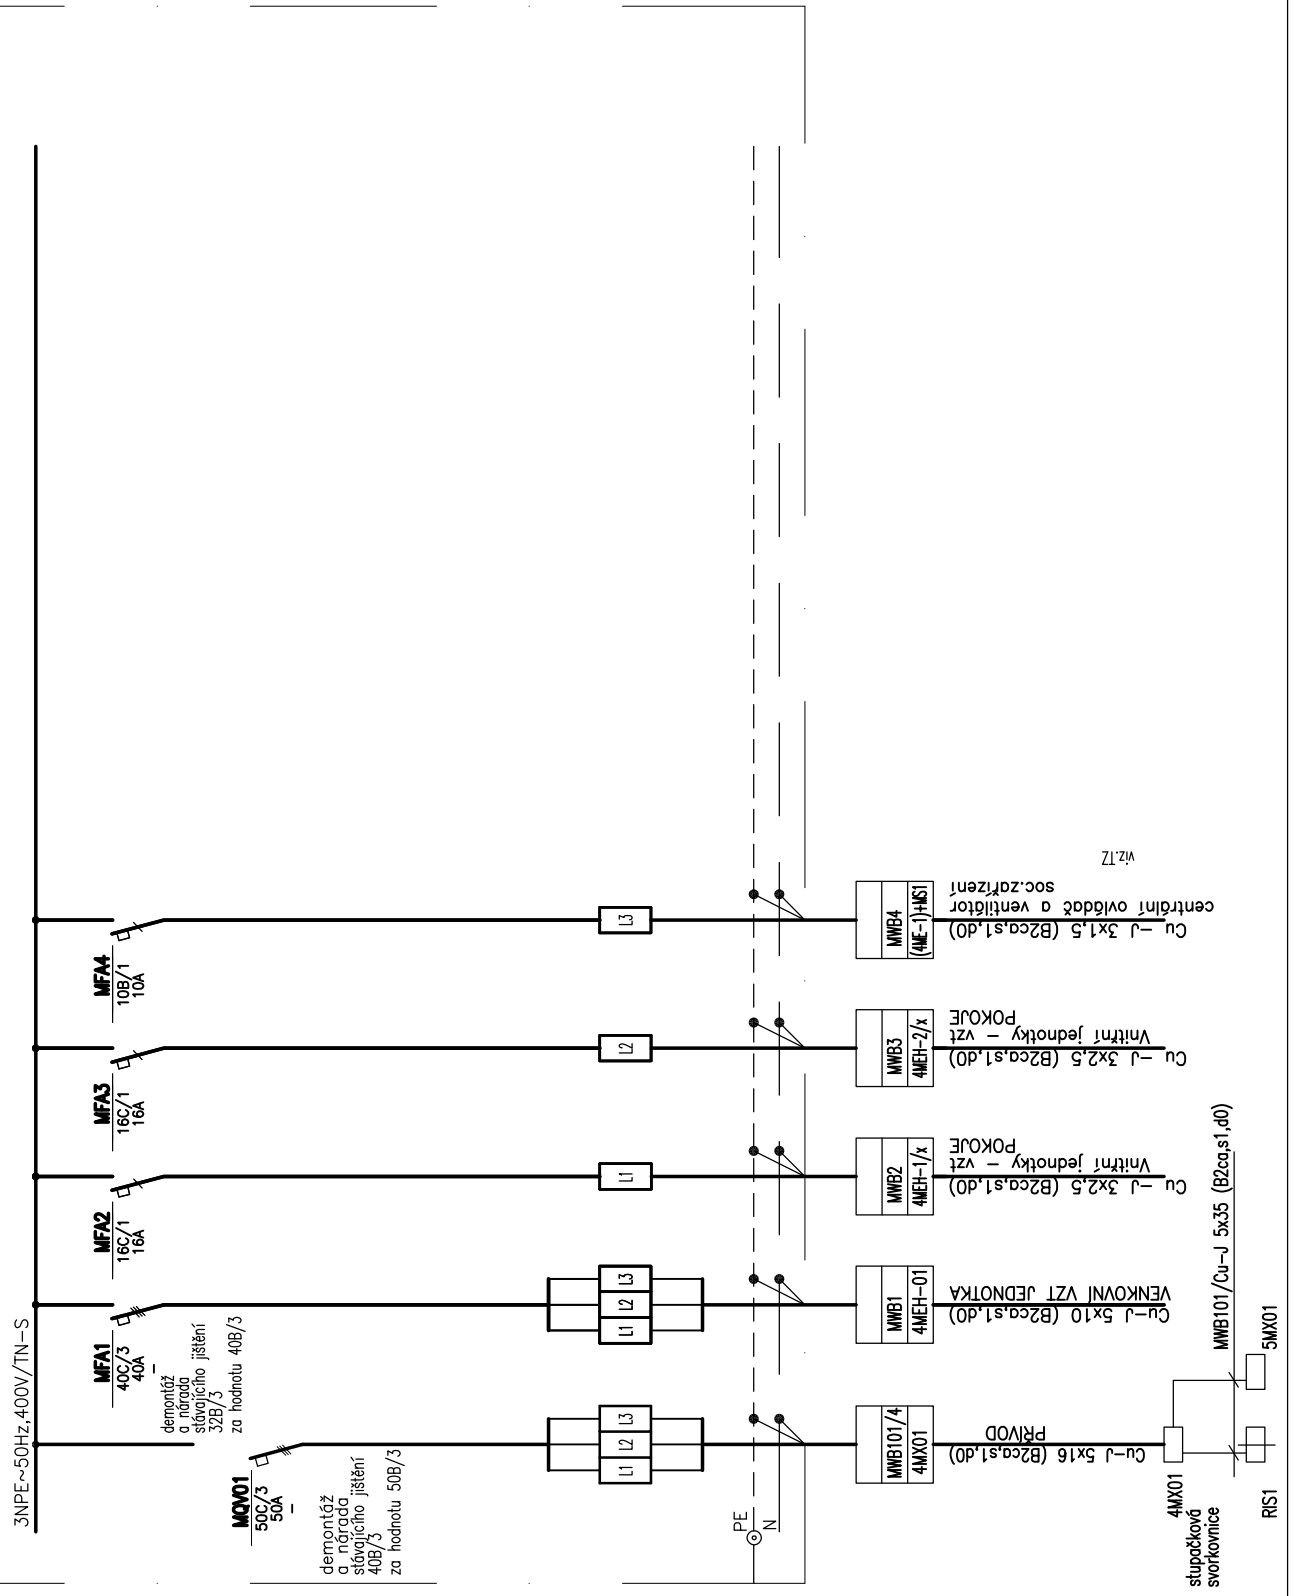 3NPE~50Hz,400V/TN-S
MQV01
50C/3
50A
-
demontáž
a nárada
stávajícího jištění
40B/3
za hodnotu 50B/3
MFA1
40C/3
40A
-
demontáž
a nárada
stávajícího jištění
32B/3
za hodnotu 40B/3
MFA2
16C/1
16A
MFA3
16C/1
16A
MFA4
10B/1
10A
L1
L2
L3
L1
L2
L3
L1
L2
L3
PE
N
MWB101/4
4MX01
Cu-J 5x16 (B2ca,s1,d0)
PŘÍVOD
MWB1
4MEH-01
Cu-J 5x10 (B2ca,s1,d0)
VENKOVNÍ VZT JEDNOTKA
MWB2
4MEH-1/x
Cu -J 3x2,5 (B2ca,s1,d0)
Vnitřní jednotky - vzt
POKOJE
MWB3
4MEH-2/x
Cu -J 3x2,5 (B2ca,s1,d0)
Vnitřní jednotky - vzt
POKOJE
MWB4
(4ME-1)+MS1
Cu -J 3x1,5 (B2ca,s1,d0)
centrální ovládač a ventilátor
soc.zařízení
viz.TZ
4MX01
stupačková
svorkovnice
MWB101/Cu-J 5x35 (B2ca,s1,d0)
RIS1
5MX01